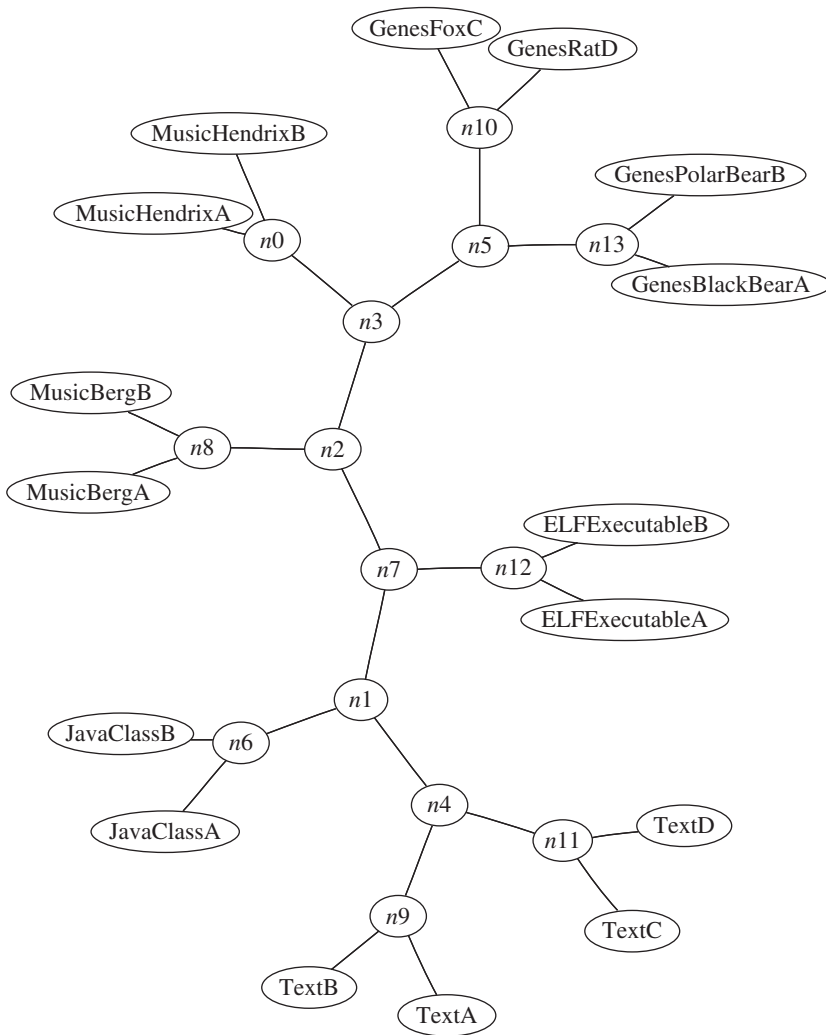 GenesFoxC
GenesRatD
n10
MusicHendrixB
GenesPolarBearB
MusicHendrixA
n0
n5
n13
GenesBlackBearA
n3
MusicBergB
n8
n2
MusicBergA
ELFExecutableB
n7
n12
ELFExecutableA
n1
JavaClassB
n6
n4
JavaClassA
TextD
n11
n9
TextC
TextB
TextA